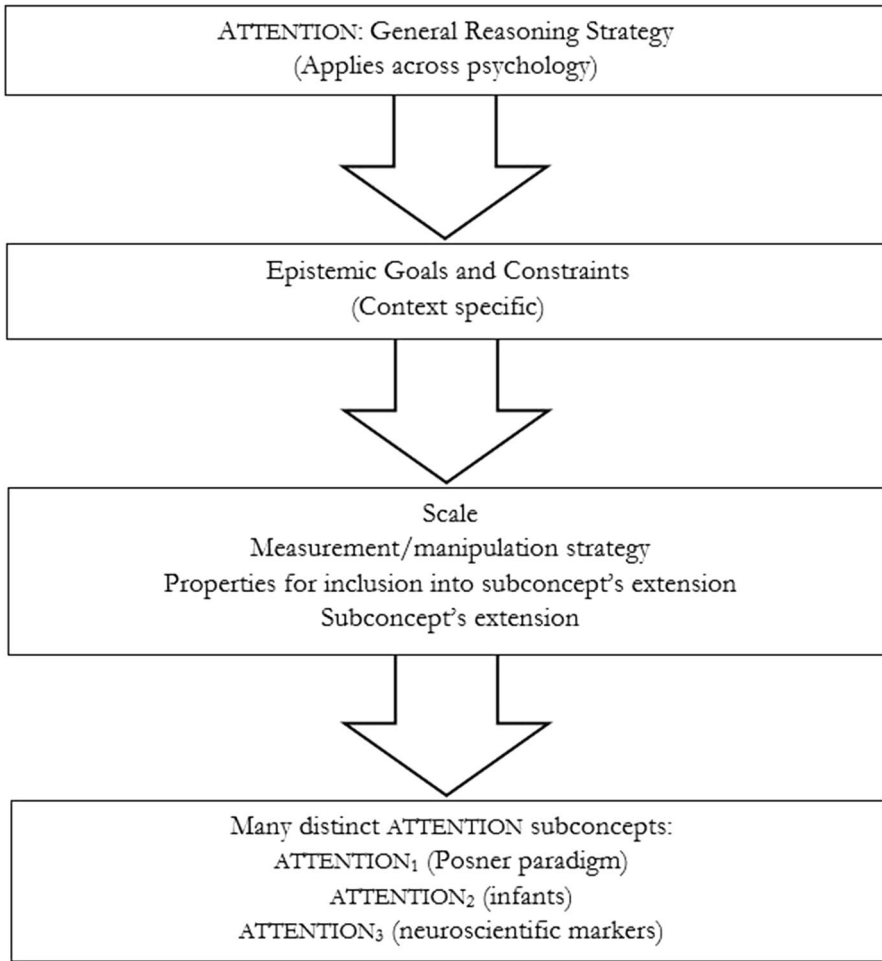 ATTENTION: General Reasoning Strategy
(Applies across psychology)
Epistemic Goals and Constraints
(Context specific)
Scale
Measurement/manipulation strategy
Properties for inclusion into subconcept’s extension
Subconcept’s extension
Many distinct ATTENTION subconcepts:
ATTENTION₁ (Posner paradigm)
ATTENTION₂ (infants)
ATTENTION₃ (neuroscientific markers)